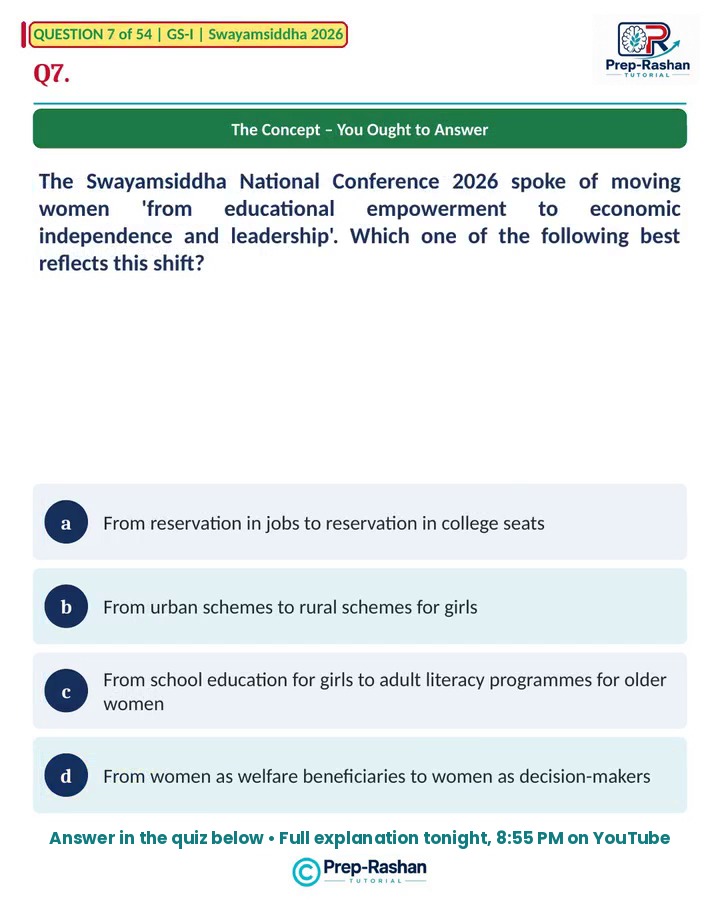 QUESTION 7 of 54 | GS-I | Swayamsiddha 2026
Prep-Rashan
TUTORIAL
Q7.
The Concept – You Ought to Answer
The Swayamsiddha National Conference 2026 spoke of moving
women 'from educational empowerment to economic
independence and leadership'. Which one of the following best
reflects this shift?
a From reservation in jobs to reservation in college seats
b From urban schemes to rural schemes for girls
c From school education for girls to adult literacy programmes for older
women
d From women as welfare beneficiaries to women as decision-makers
Answer in the quiz below • Full explanation tonight, 8:55 PM on YouTube
© Prep-Rashan
TUTORIAL